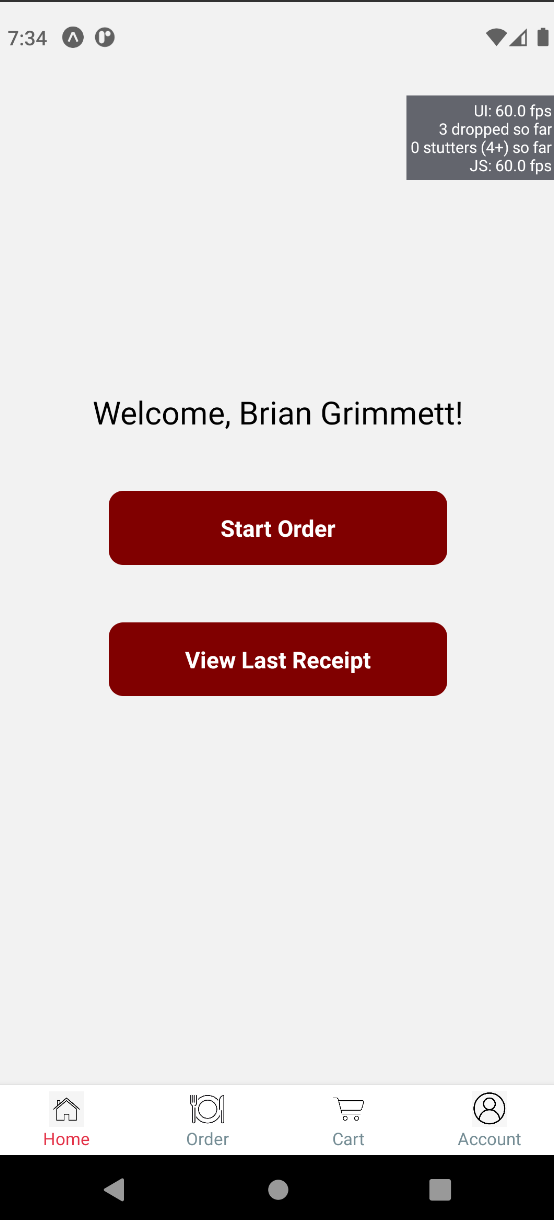 7:34
UI: 60.0 fps
3 dropped so far
0 stutters (4+) so far
JS: 60.0 fps
Welcome, Brian Grimmett!
Start Order
View Last Receipt
Home Order Cart Account